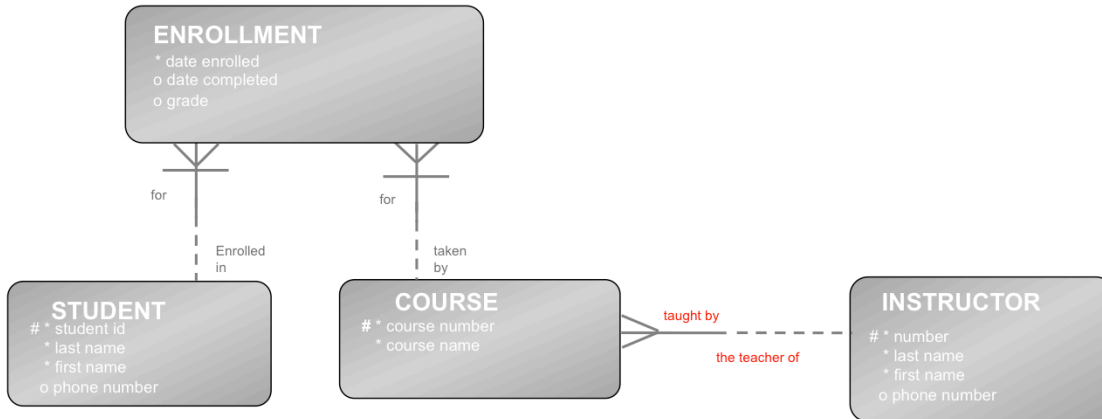 ENROLLMENT
* date enrolled
o date completed
o grade
for
for
Enrolled
in
taken
by
STUDENT
# * student id
* last name
* first name
o phone number
COURSE
# * course number
* course name
taught by
the teacher of
INSTRUCTOR
# * number
* last name
* first name
o phone number